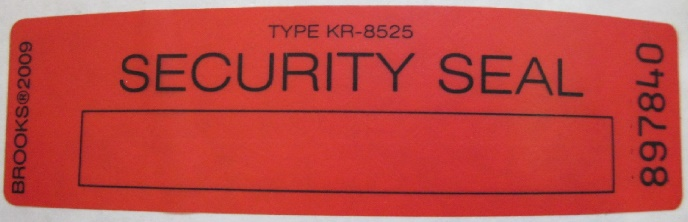 TYPE KR-8525
SECURITY SEAL
BROOKS®2009
897840